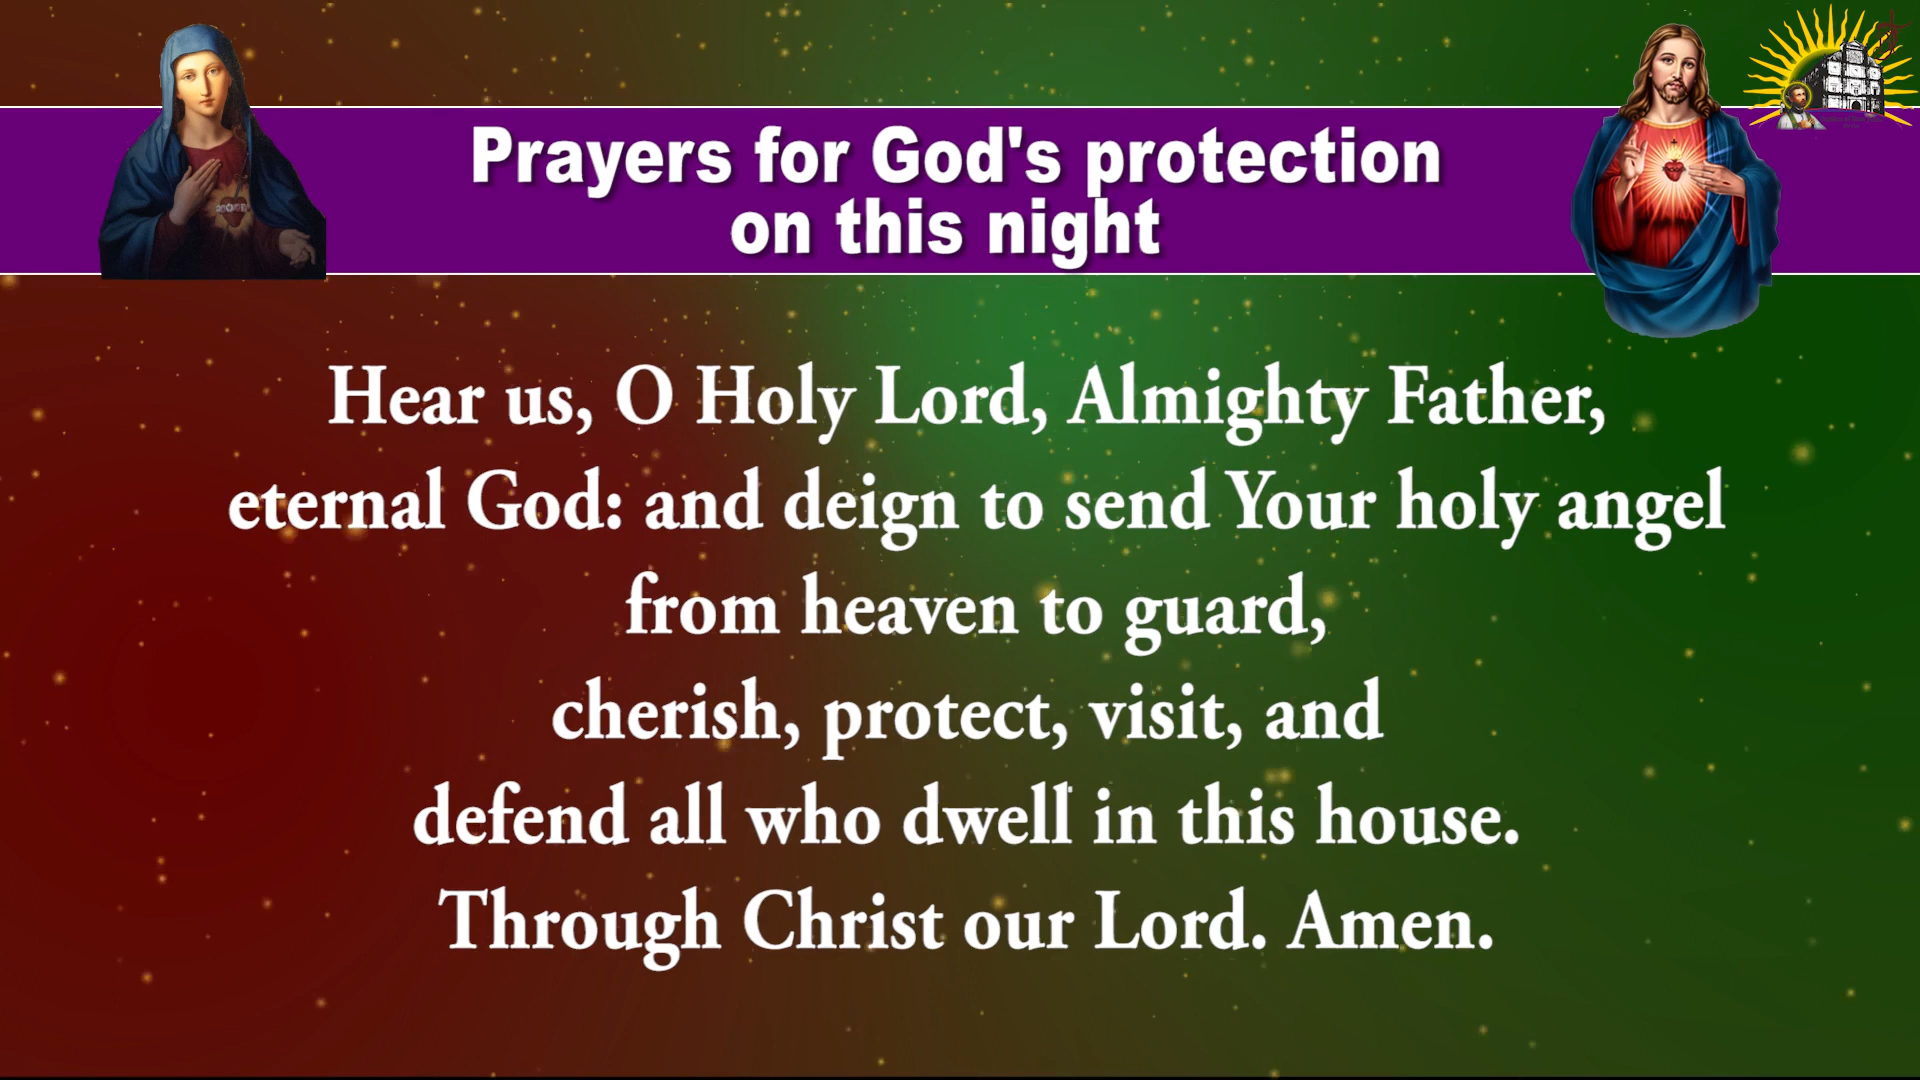 Prayers for God's protection
on this night
Hear us, O Holy Lord, Almighty Father,
eternal God: and deign to send Your holy angel
from heaven to guard,
cherish, protect, visit, and
defend all who dwell in this house.
Through Christ our Lord. Amen.